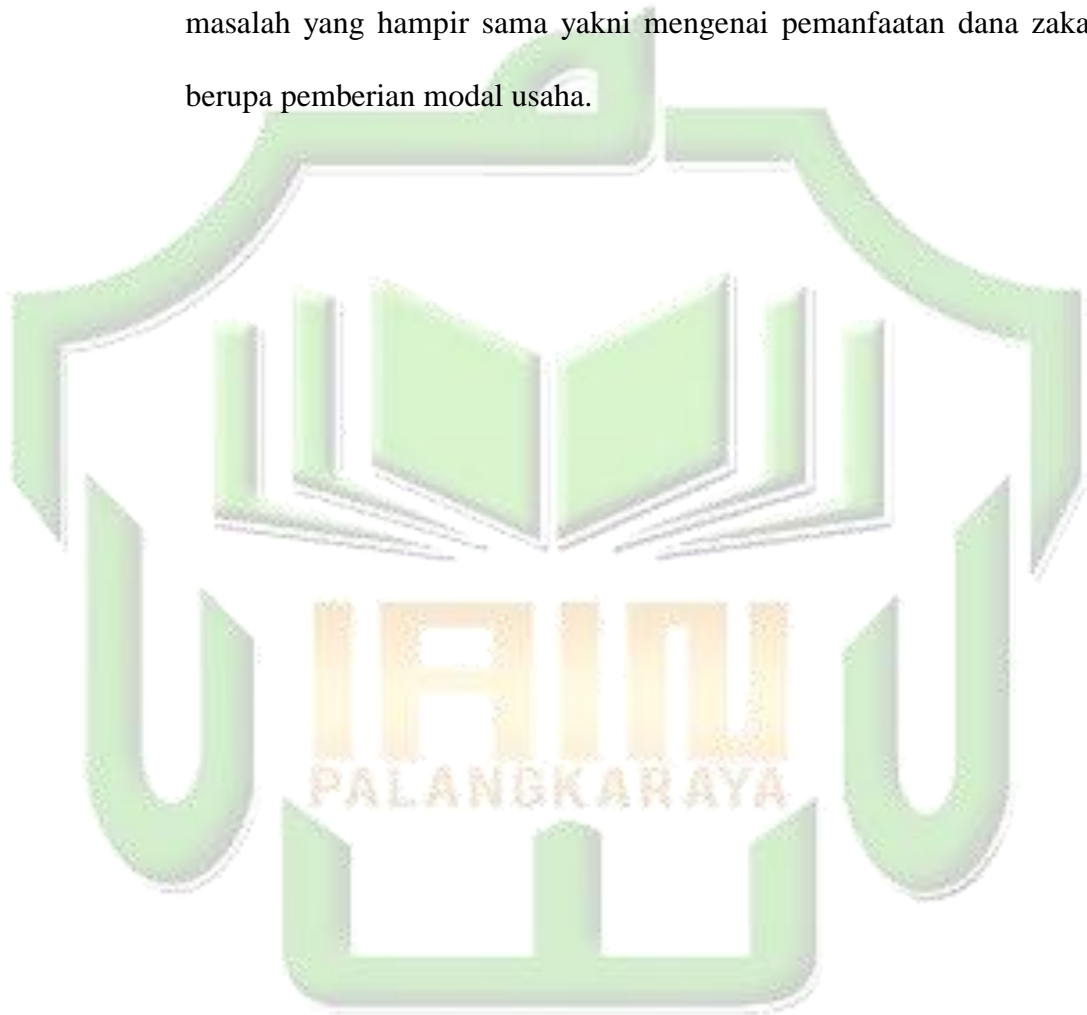 masalah yang hampir sama yakni mengenai pemanfaatan dana zaka
berupa pemberian modal usaha.
IAIN
PALANGKARAYA